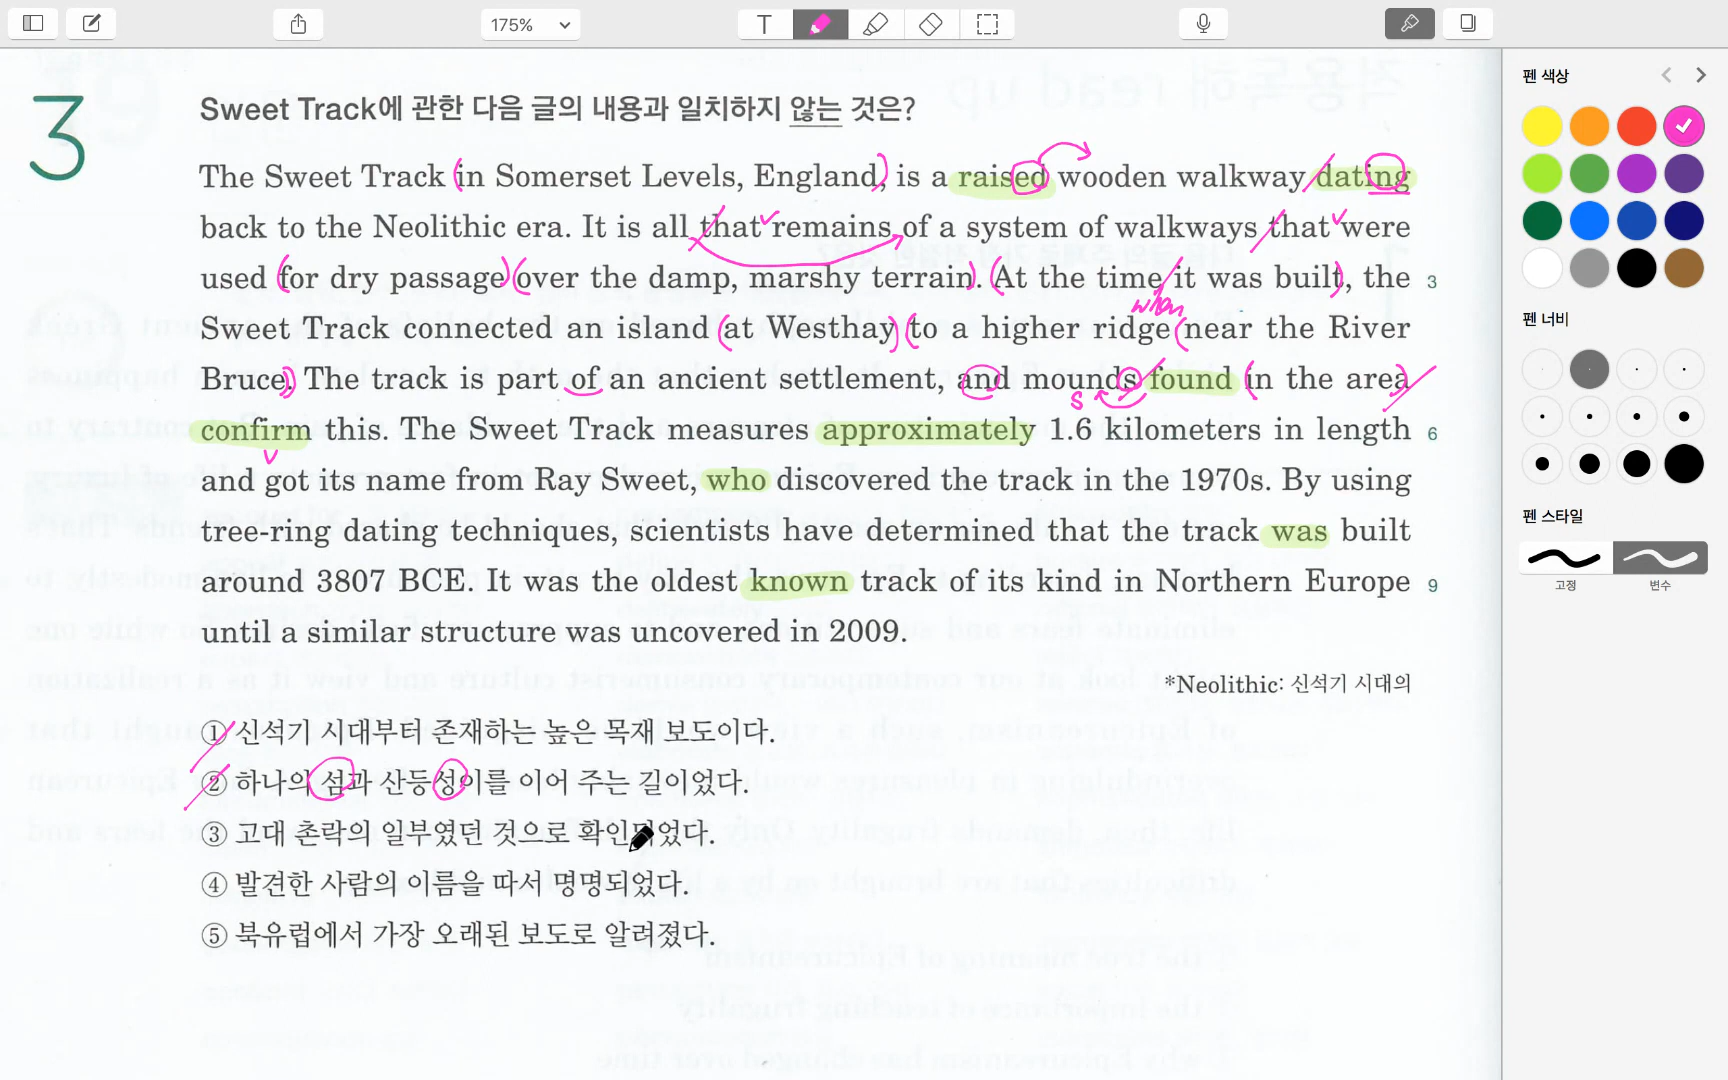 175%
T
펜 색상
3
Sweet Track에 관한 다음 글의 내용과 일치하지 않는 것은?
The Sweet Track in Somerset Levels, England, is a raised wooden walkway dating
back to the Neolithic era. It is all that remains of a system of walkways that were
used for dry passage over the damp, marshy terrain. At the time it was built, the 3
when
Sweet Track connected an island at Westhay to a higher ridge near the River
Bruce. The track is part of an ancient settlement, and mounds found in the area
S
confirm this. The Sweet Track measures approximately 1.6 kilometers in length 6
and got its name from Ray Sweet, who discovered the track in the 1970s. By using
tree-ring dating techniques, scientists have determined that the track was built
around 3807 BCE. It was the oldest known track of its kind in Northern Europe 9
until a similar structure was uncovered in 2009.
*Neolithic: 신석기 시대의
① 신석기 시대부터 존재하는 높은 목재 보도이다.
② 하나의 섬과 산등성이를 이어 주는 길이었다.
③ 고대 촌락의 일부였던 것으로 확인되었다.
④ 발견한 사람의 이름을 따서 명명되었다.
⑤ 북유럽에서 가장 오래된 보도로 알려졌다.
펜 너비
펜 스타일
고정
변수